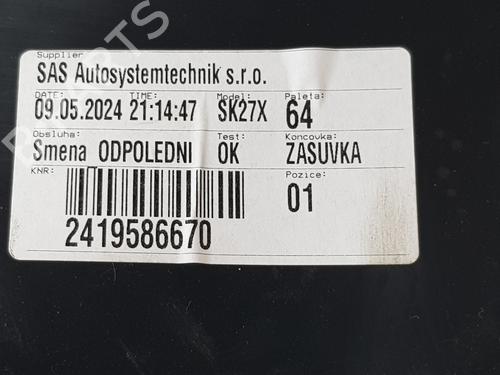 Supplier
SAS Autosystemtechnik s.r.o.
DATE: TIME: Model: Paleta:
09.05.2024 21:14:47 SK27X 64
Obsluha: Test: Koncovka:
Smena ODPOLEDNI OK ZASUVKA
KNR: Pozice:
01
2419586670